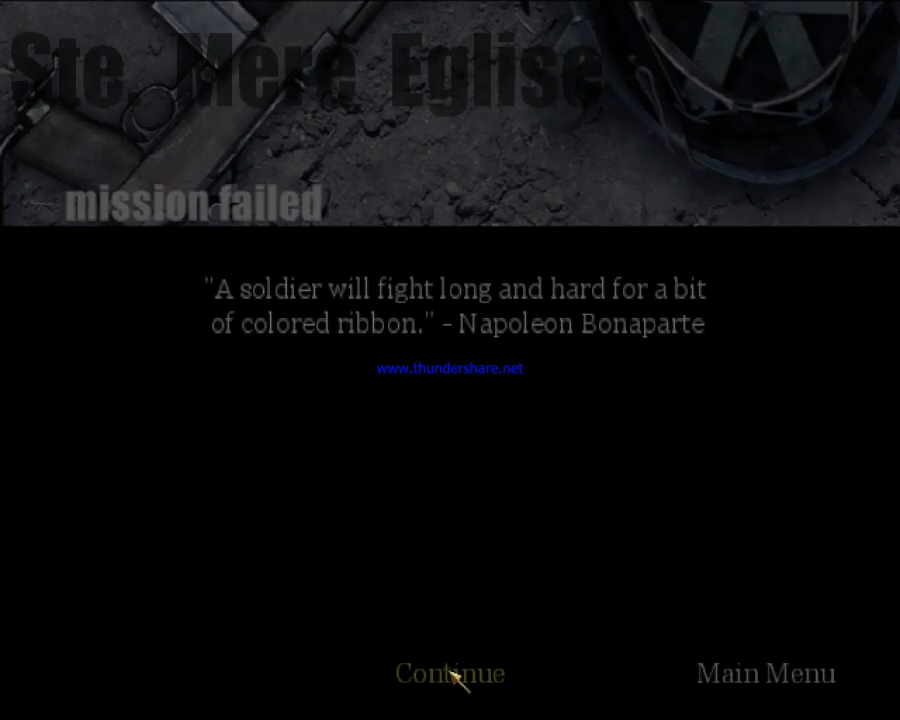 Ste. Mere Eglise
mission failed
"A soldier will fight long and hard for a bit
of colored ribbon." - Napoleon Bonaparte
www.thundershare.net
Continue
Main Menu